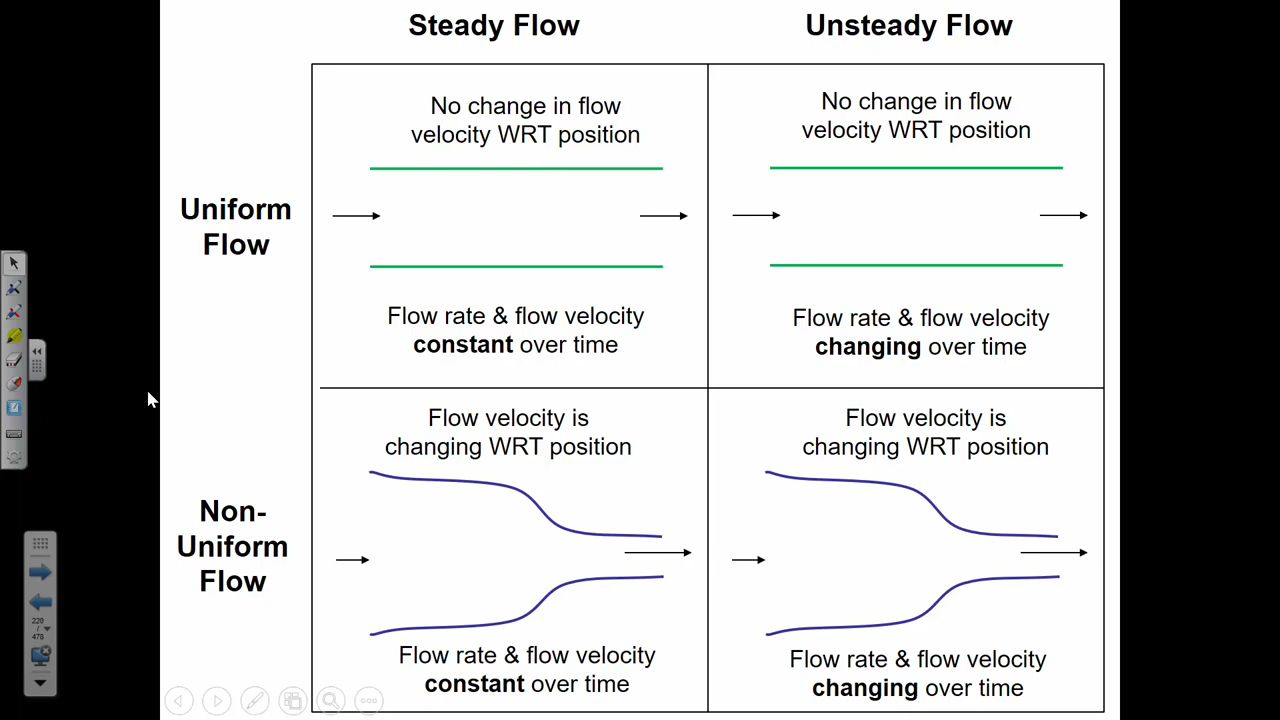 Steady Flow
Unsteady Flow
No change in flow
velocity WRT position
No change in flow
velocity WRT position
Uniform
Flow
Flow rate & flow velocity
constant over time
Flow rate & flow velocity
changing over time
Flow velocity is
changing WRT position
Flow velocity is
changing WRT position
Non-
Uniform
Flow
Flow rate & flow velocity
constant over time
Flow rate & flow velocity
changing over time
220
/
478